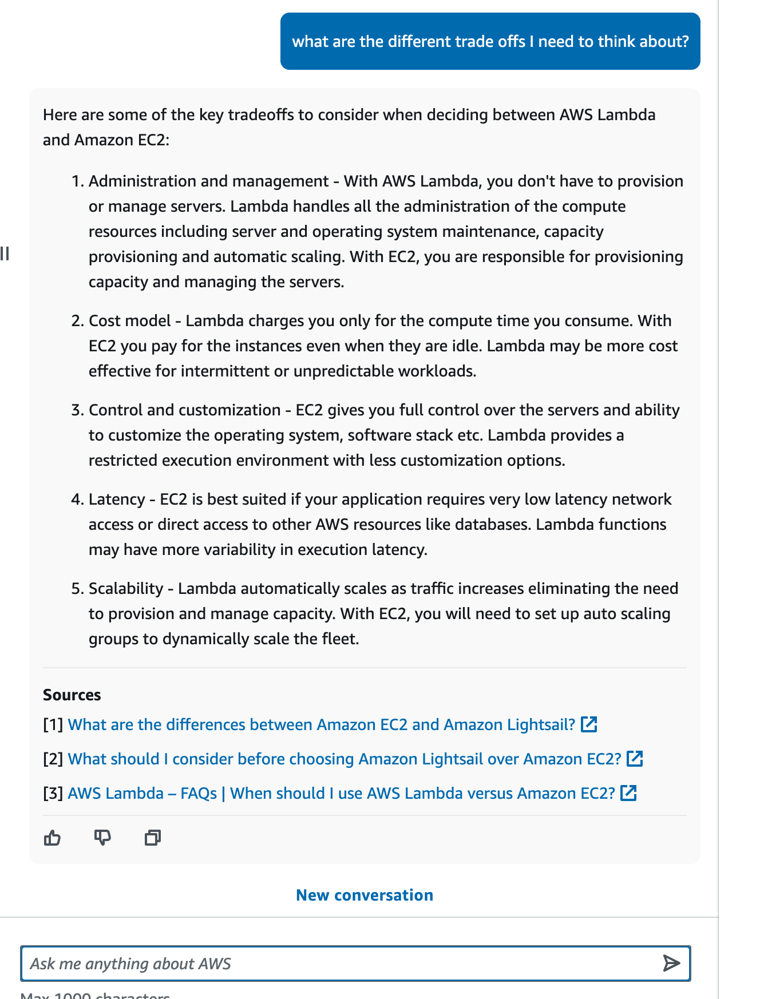 what are the different trade offs I need to think about?
Here are some of the key tradeoffs to consider when deciding between AWS Lambda
and Amazon EC2:
1. Administration and management - With AWS Lambda, you don't have to provision
or manage servers. Lambda handles all the administration of the compute
resources including server and operating system maintenance, capacity
provisioning and automatic scaling. With EC2, you are responsible for provisioning
capacity and managing the servers.
2. Cost model - Lambda charges you only for the compute time you consume. With
EC2 you pay for the instances even when they are idle. Lambda may be more cost
effective for intermittent or unpredictable workloads.
3. Control and customization - EC2 gives you full control over the servers and ability
to customize the operating system, software stack etc. Lambda provides a
restricted execution environment with less customization options.
4. Latency - EC2 is best suited if your application requires very low latency network
access or direct access to other AWS resources like databases. Lambda functions
may have more variability in execution latency.
5. Scalability - Lambda automatically scales as traffic increases eliminating the need
to provision and manage capacity. With EC2, you will need to set up auto scaling
groups to dynamically scale the fleet.
Sources
[1] What are the differences between Amazon EC2 and Amazon Lightsail?
[2] What should I consider before choosing Amazon Lightsail over Amazon EC2?
[3] AWS Lambda – FAQs | When should I use AWS Lambda versus Amazon EC2?
New conversation
Ask me anything about AWS
Max 1000 characters